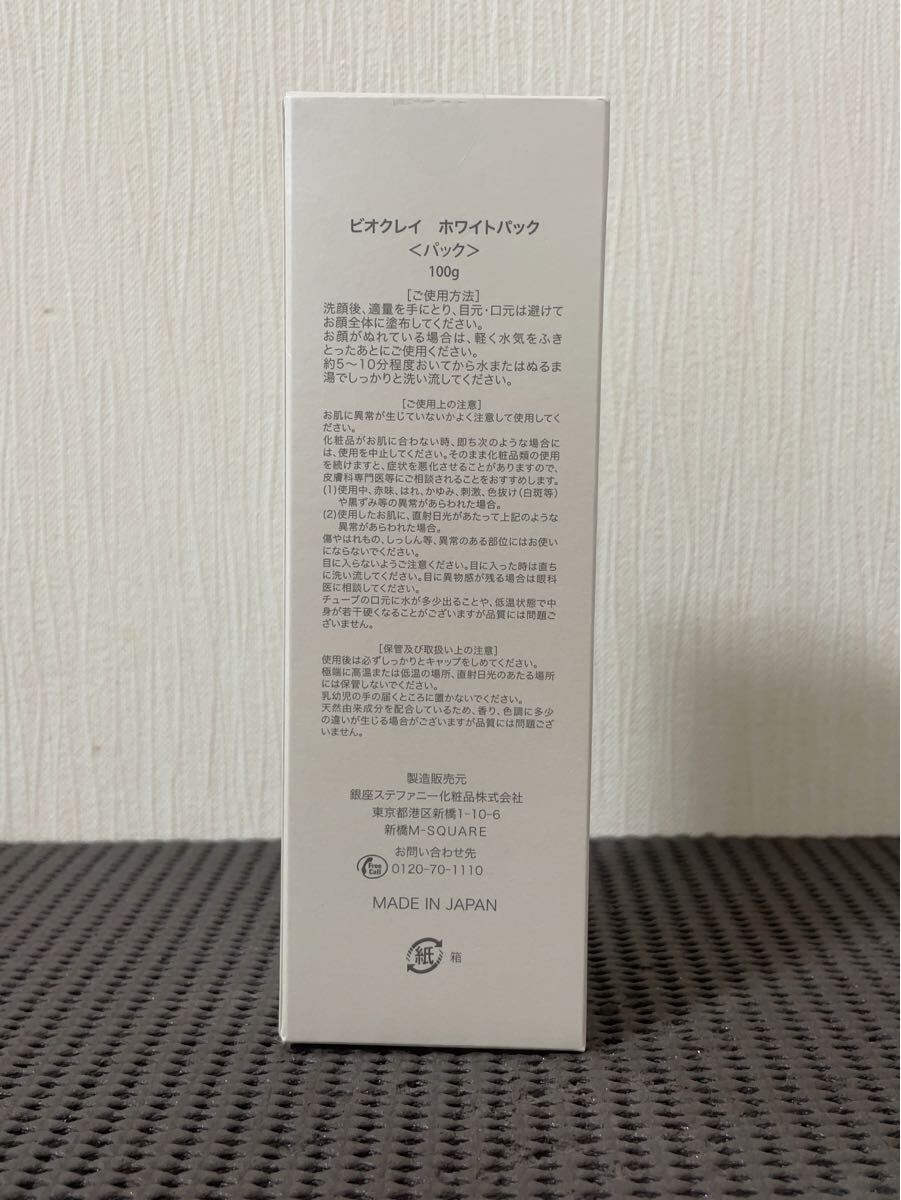 ビオクレイ　ホワイトパック
＜パック＞
100g
［ご使用方法］
洗顔後、適量を手にとり、目元・口元は避けて
お顔全体に塗布してください。
お顔がぬれている場合は、軽く水気をふき
とったあとにご使用ください。
約5〜10分程度おいてから水またはぬるま
湯でしっかりと洗い流してください。
［ご使用上の注意］
お肌に異常が生じていないかよく注意して使用してく
ださい。
化粧品がお肌に合わない時、即ち次のような場合に
は、使用を中止してください。そのまま化粧品類の使用
を続けますと、症状を悪化させることがありますので、
皮膚科専門医等にご相談されることをおすすめします。
(1)使用中、赤味、はれ、かゆみ、刺激、色抜け(白斑等)
や黒ずみ等の異常があらわれた場合。
(2)使用したお肌に、直射日光があたって上記のような
異常があらわれた場合。
傷やはれもの、しっしん等、異常のある部位にはお使い
にならないでください。
目に入らないようご注意ください。目に入った時は直ち
に洗い流してください。目に異物感が残る場合は眼科
医に相談してください。
チューブの口元に水が多少出ることや、低温状態で中
身が若干硬くなることがございますが品質には問題ご
ざいません。
［保管及び取扱い上の注意］
使用後は必ずしっかりとキャップをしめてください。
極端に高温または低温の場所、直射日光のあたる場所
には保管しないでください。
乳幼児の手の届くところに置かないでください。
天然由来成分を配合しているため、香り、色調に多少
の違いが生じる場合がございますが品質には問題ござ
いません。
製造販売元
銀座ステファニー化粧品株式会社
東京都港区新橋1-10-6
新橋M-SQUARE
お問い合わせ先
Free Call 0120-70-1110
MADE IN JAPAN
紙 箱